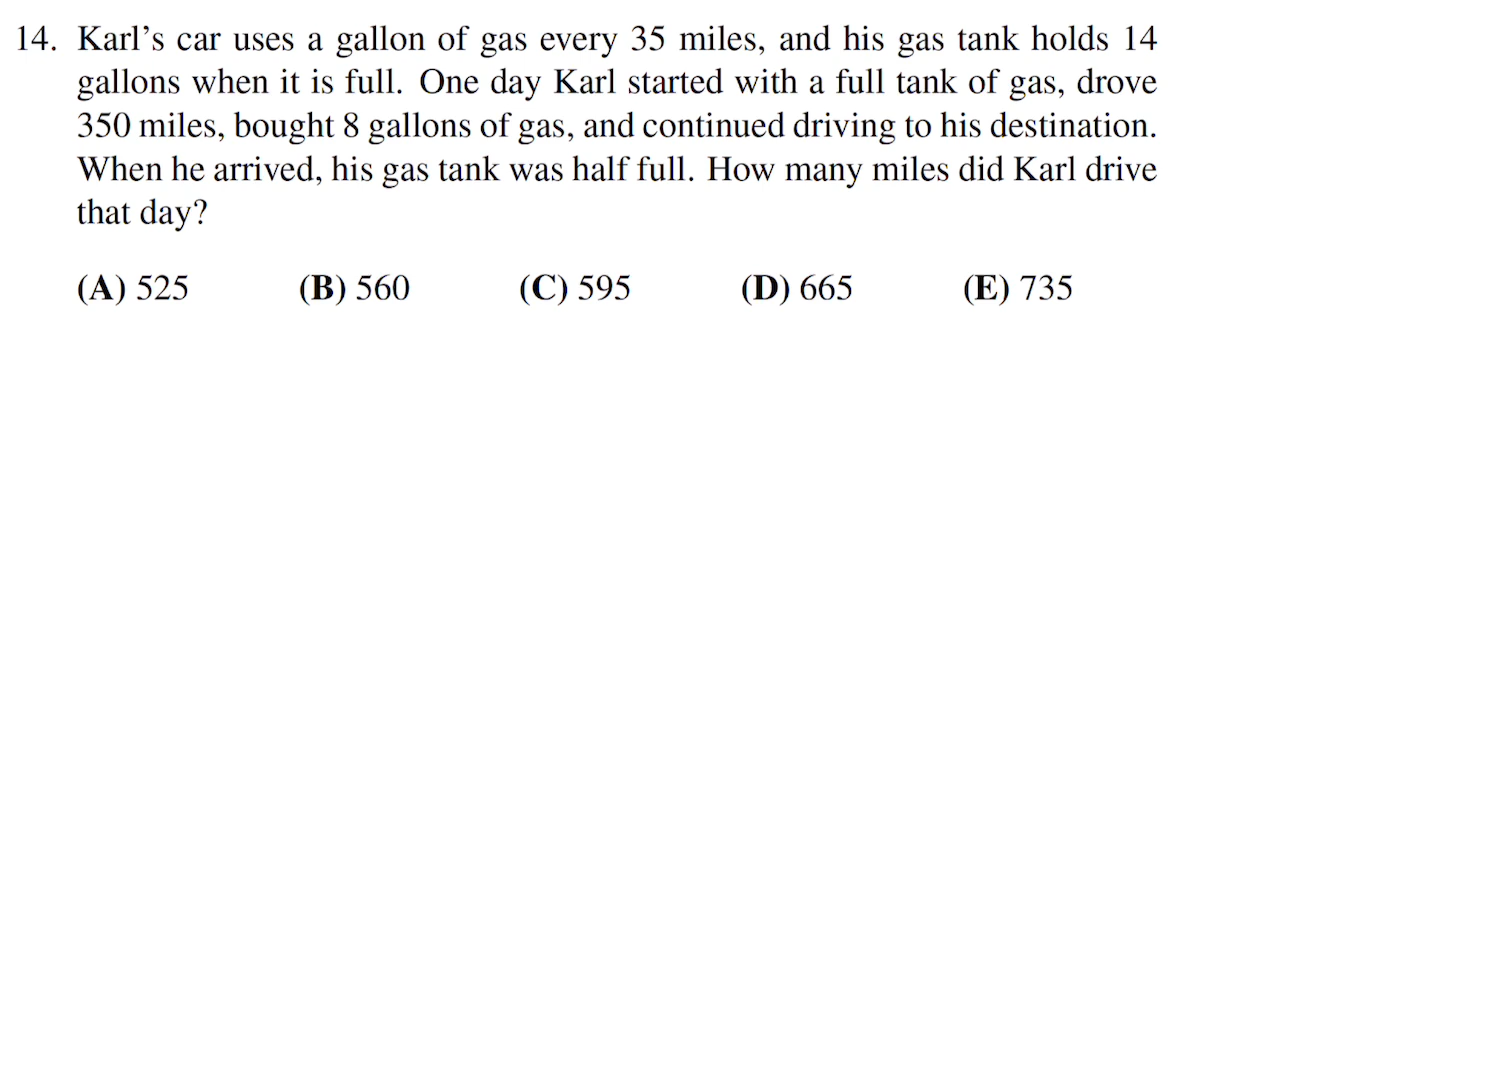 14. Karl’s car uses a gallon of gas every 35 miles, and his gas tank holds 14
gallons when it is full. One day Karl started with a full tank of gas, drove
350 miles, bought 8 gallons of gas, and continued driving to his destination.
When he arrived, his gas tank was half full. How many miles did Karl drive
that day?
(A) 525 (B) 560 (C) 595 (D) 665 (E) 735